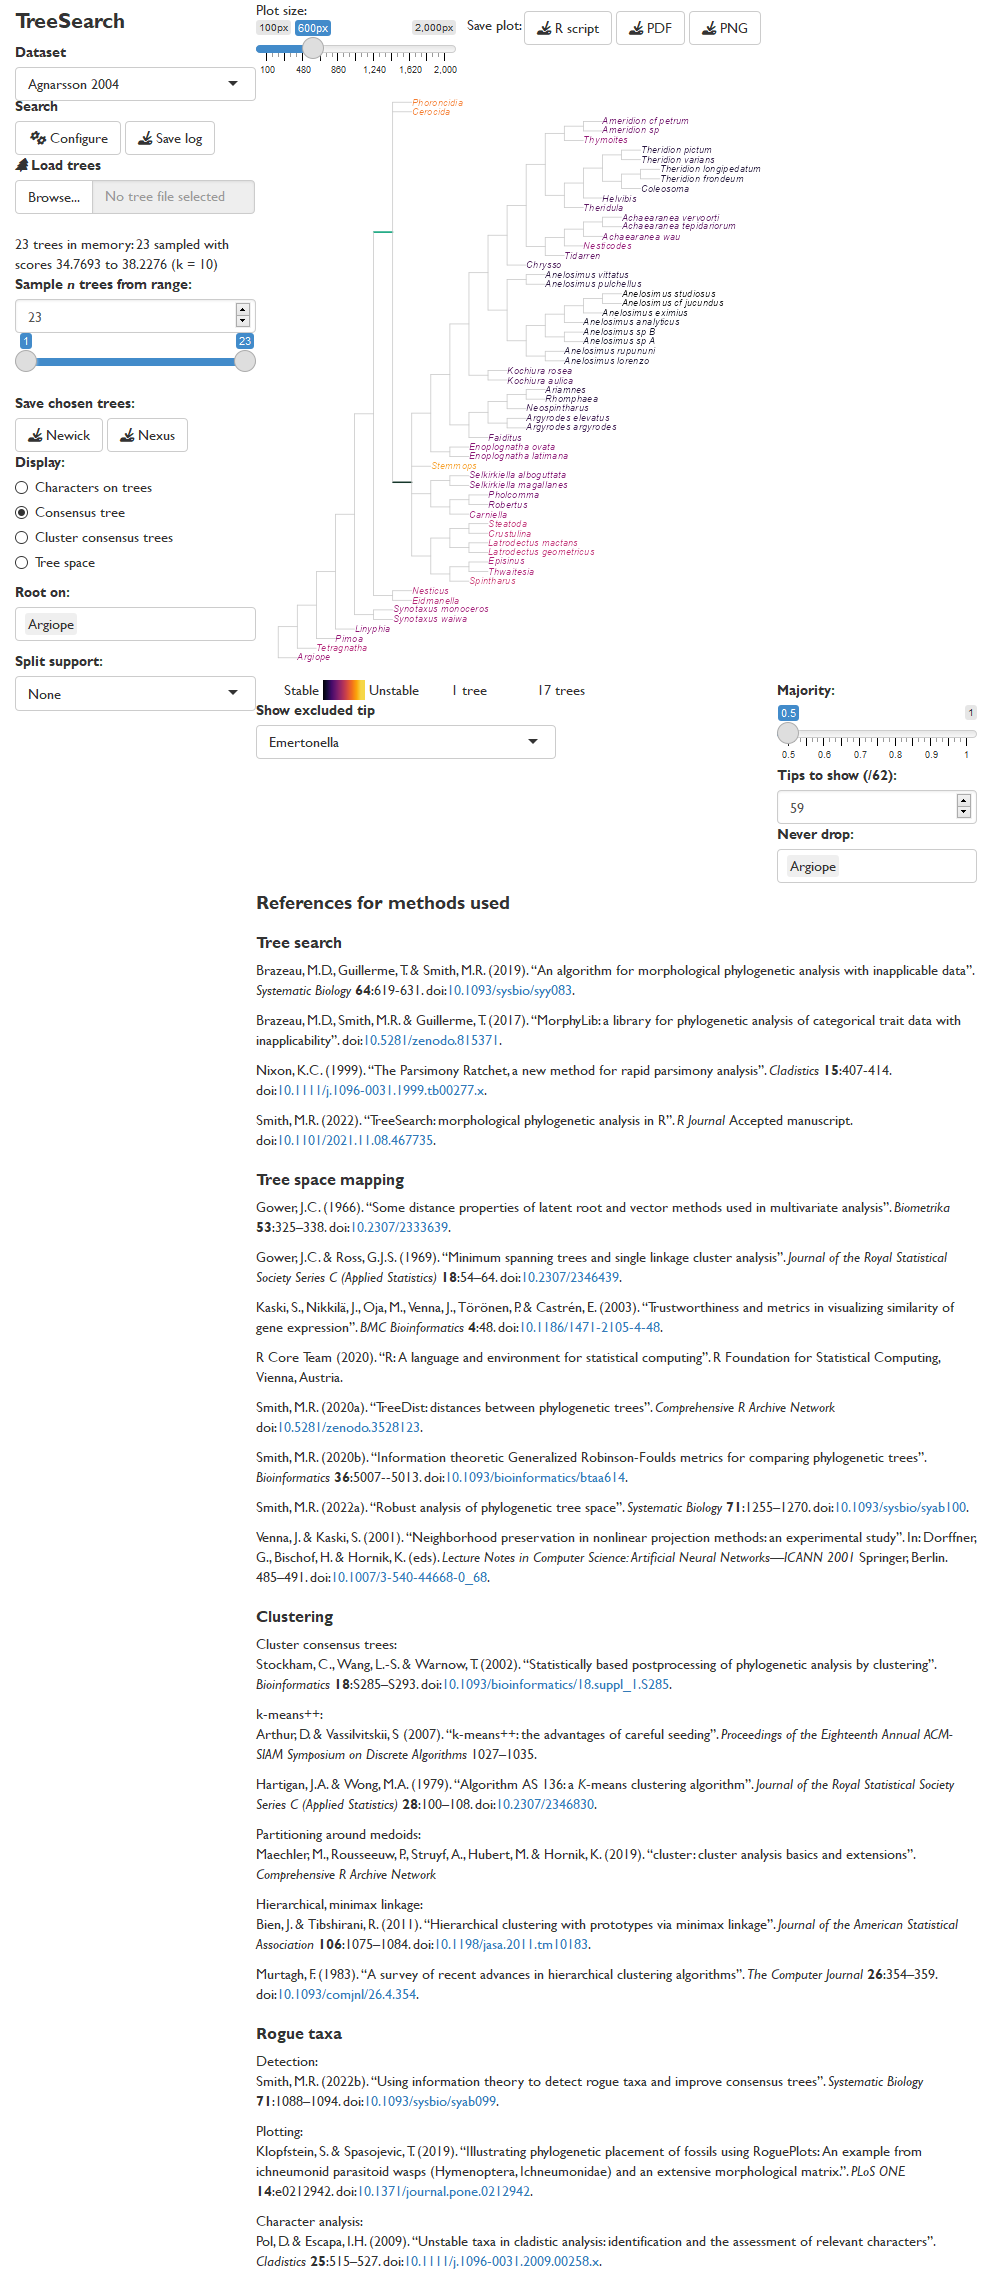 TreeSearch
Dataset
Agnarsson 2004
Search
Configure
Save log
Load trees
Browse...
No tree file selected
23 trees in memory: 23 sampled with
scores 34.7693 to 38.2276 (k = 10)
Sample n trees from range:
23
1
23
Save chosen trees:
Newick
Nexus
Display:
Characters on trees
Consensus tree
Cluster consensus trees
Tree space
Root on:
Argiope
Split support:
None
Plot size:
100px
600px
2,000px
100 480 860 1,240 1,620 2,000
Save plot:
R script
PDF
PNG
Phoroncidia
Cerocida
Ameridion cf petrum
Ameridion sp
Thymoites
Theridion pictum
Theridion varians
Theridion longipedatum
Theridion frondeum
Coleosoma
Helvibis
Theridula
Achaearanea vervoorti
Achaearanea tepidariorum
Achaearanea wau
Nesticodes
Tidarren
Chrysso
Anelosimus vittatus
Anelosimus pulchellus
Anelosimus studiosus
Anelosimus cf jucundus
Anelosimus eximius
Anelosimus analyticus
Anelosimus sp B
Anelosimus sp A
Anelosimus rupununi
Anelosimus lorenzo
Kochiura rosea
Kochiura aulica
Ariamnes
Rhomphaea
Neospintharus
Argyrodes elevatus
Argyrodes argyrodes
Faiditus
Enoplognatha ovata
Enoplognatha latimana
Stemmops
Selkirkiella alboguttata
Selkirkiella magallanes
Pholcomma
Robertus
Carniella
Steatoda
Crustulina
Latrodectus mactans
Latrodectus geometricus
Episinus
Thwaitesia
Spintharus
Nesticus
Eidmanella
Synotaxus monoceros
Synotaxus waiwa
Linyphia
Pimoa
Tetragnatha
Argiope
Stable
Unstable
1 tree
17 trees
Show excluded tip
Emertonella
Majority:
0.5
1
0.5 0.6 0.7 0.8 0.9 1
Tips to show (/62):
59
Never drop:
Argiope
References for methods used
Tree search
Brazeau, M.D., Guillerme, T. & Smith, M.R. (2019). “An algorithm for morphological phylogenetic analysis with inapplicable data”.
Systematic Biology 64:619-631. doi:10.1093/sysbio/syy083.
Brazeau, M.D., Smith, M.R. & Guillerme, T. (2017). “MorphyLib: a library for phylogenetic analysis of categorical trait data with
inapplicability”. doi:10.5281/zenodo.815371.
Nixon, K.C. (1999). “The Parsimony Ratchet, a new method for rapid parsimony analysis”. Cladistics 15:407-414.
doi:10.1111/j.1096-0031.1999.tb00277.x.
Smith, M.R. (2022). “TreeSearch: morphological phylogenetic analysis in R”. R Journal Accepted manuscript.
doi:10.1101/2021.11.08.467735.
Tree space mapping
Gower, J.C. (1966). “Some distance properties of latent root and vector methods used in multivariate analysis”. Biometrika
53:325–338. doi:10.2307/2333639.
Gower, J.C. & Ross, G.J.S. (1969). “Minimum spanning trees and single linkage cluster analysis”. Journal of the Royal Statistical
Society Series C (Applied Statistics) 18:54–64. doi:10.2307/2346439.
Kaski, S., Nikkilä, J., Oja, M., Venna, J., Törönen, P. & Castrén, E. (2003). “Trustworthiness and metrics in visualizing similarity of
gene expression”. BMC Bioinformatics 4:48. doi:10.1186/1471-2105-4-48.
R Core Team (2020). “R: A language and environment for statistical computing”. R Foundation for Statistical Computing,
Vienna, Austria.
Smith, M.R. (2020a). “TreeDist: distances between phylogenetic trees”. Comprehensive R Archive Network
doi:10.5281/zenodo.3528123.
Smith, M.R. (2020b). “Information theoretic Generalized Robinson-Foulds metrics for comparing phylogenetic trees”.
Bioinformatics 36:5007--5013. doi:10.1093/bioinformatics/btaa614.
Smith, M.R. (2022a). “Robust analysis of phylogenetic tree space”. Systematic Biology 71:1255–1270. doi:10.1093/sysbio/syab100.
Venna, J. & Kaski, S. (2001). “Neighborhood preservation in nonlinear projection methods: an experimental study”. In: Dorffner,
G., Bischof, H. & Hornik, K. (eds). Lecture Notes in Computer Science: Artificial Neural Networks—ICANN 2001 Springer, Berlin.
485–491. doi:10.1007/3-540-44668-0_68.
Clustering
Cluster consensus trees:
Stockham, C., Wang, L.-S. & Warnow, T. (2002). “Statistically based postprocessing of phylogenetic analysis by clustering”.
Bioinformatics 18:S285–S293. doi:10.1093/bioinformatics/18.suppl_1.S285.
k-means++:
Arthur, D. & Vassilvitskii, S (2007). “k-means++: the advantages of careful seeding”. Proceedings of the Eighteenth Annual ACM-
SIAM Symposium on Discrete Algorithms 1027–1035.
Hartigan, J.A. & Wong, M.A. (1979). “Algorithm AS 136: a K-means clustering algorithm”. Journal of the Royal Statistical Society
Series C (Applied Statistics) 28:100–108. doi:10.2307/2346830.
Partitioning around medoids:
Maechler, M., Rousseeuw, P., Struyf, A., Hubert, M. & Hornik, K. (2019). “cluster: cluster analysis basics and extensions”.
Comprehensive R Archive Network
Hierarchical, minimax linkage:
Bien, J. & Tibshirani, R. (2011). “Hierarchical clustering with prototypes via minimax linkage”. Journal of the American Statistical
Association 106:1075–1084. doi:10.1198/jasa.2011.tm10183.
Murtagh, F. (1983). “A survey of recent advances in hierarchical clustering algorithms”. The Computer Journal 26:354–359.
doi:10.1093/comjnl/26.4.354.
Rogue taxa
Detection:
Smith, M.R. (2022b). “Using information theory to detect rogue taxa and improve consensus trees”. Systematic Biology
71:1088–1094. doi:10.1093/sysbio/syab099.
Plotting:
Klopfstein, S. & Spasojevic, T. (2019). “Illustrating phylogenetic placement of fossils using RoguePlots: An example from
ichneumonid parasitoid wasps (Hymenoptera, Ichneumonidae) and an extensive morphological matrix.”. PLoS ONE
14:e0212942. doi:10.1371/journal.pone.0212942.
Character analysis:
Pol, D. & Escapa, I.H. (2009). “Unstable taxa in cladistic analysis: identification and the assessment of relevant characters”.
Cladistics 25:515–527. doi:10.1111/j.1096-0031.2009.00258.x.